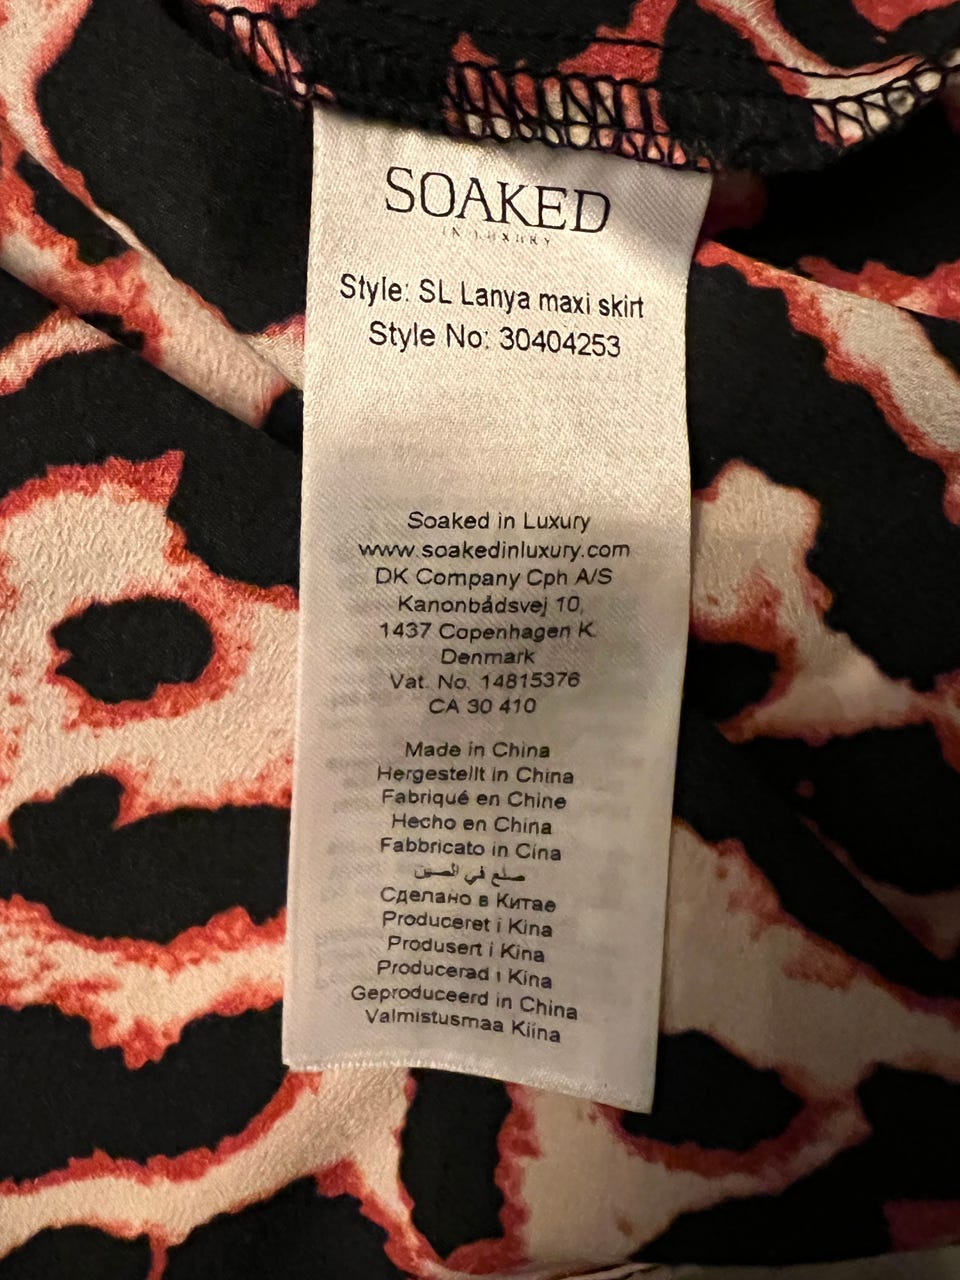 SOAKED
IN LUXURY
Style: SL Lanya maxi skirt
Style No: 30404253
Soaked in Luxury
www.soakedinluxury.com
DK Company Cph A/S
Kanonbådsvej 10,
1437 Copenhagen K.
Denmark
Vat. No. 14815376
CA 30 410
Made in China
Hergestellt in China
Fabriqué en Chine
Hecho en China
Fabbricato in Cina
صنع في الصين
Сделано в Китае
Produceret i Kina
Produsert i Kina
Producerad i Kina
Geproduceerd in China
Valmistusmaa Kiina